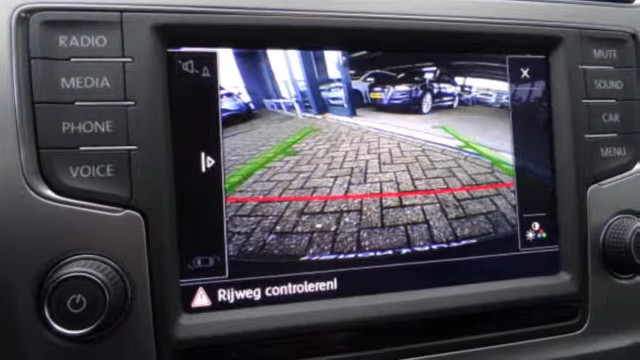 RADIO
MEDIA
PHONE
VOICE
MUTE
SOUND
CAR
MENU
X
Rijweg controleren!